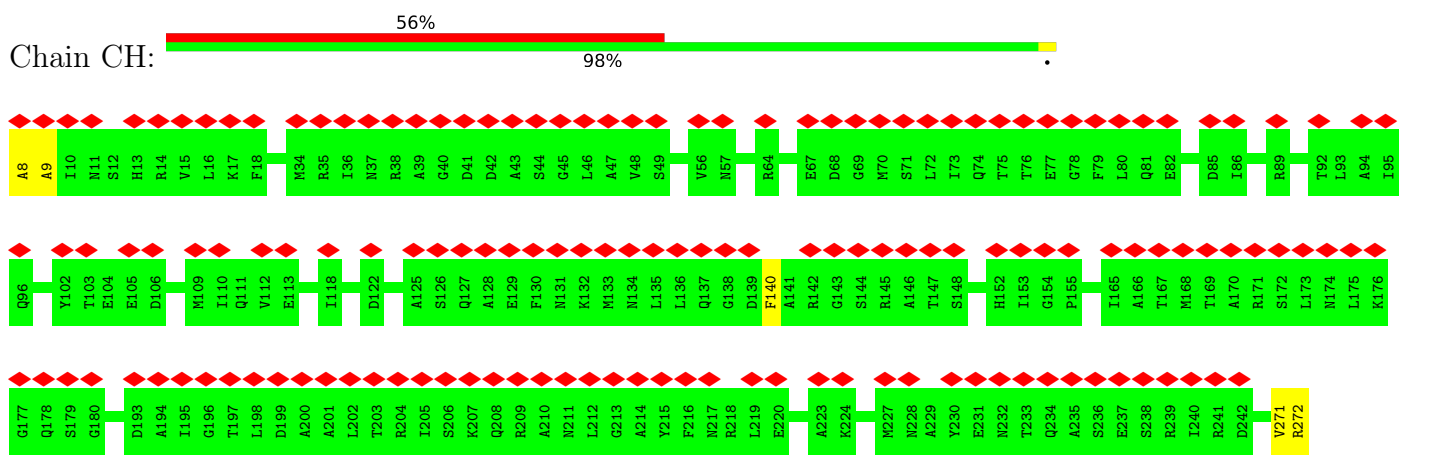 56%
Chain CH:
98%
.
A8 A9 I10 N11 S12 H13 R14 V15 L16 K17 F18 M34 R35 I36 N37 R38 A39 G40 D41 D42 A43 S44 G45 L46 A47 V48 S49 V56 N57 R64 E67 D68 G69 M70 S71 L72 I73 Q74 T75 T76 E77 G78 F79 L80 Q81 E82 D85 I86 R89 T92 L93 A94 I95
Q96 Y102 T103 E104 E105 D106 M109 I110 Q111 V112 E113 I118 D122 A125 S126 Q127 A128 E129 F130 N131 K132 M133 N134 L135 L136 Q137 G138 D139 F140 A141 R142 G143 S144 R145 A146 T147 S148 H152 I153 G154 P155 I165 A166 T167 M168 T169 A170 R171 S172 L173 N174 L175 K176
G177 Q178 S179 G180 D193 A194 I195 G196 T197 L198 D199 A200 A201 L202 T203 R204 I205 S206 K207 Q208 R209 A210 N211 L212 G213 A214 Y215 F216 N217 R218 L219 E220 A223 K224 M227 N228 A229 Y230 E231 N232 T233 Q234 A235 S236 E237 S238 R239 I240 R241 D242 V271 R272